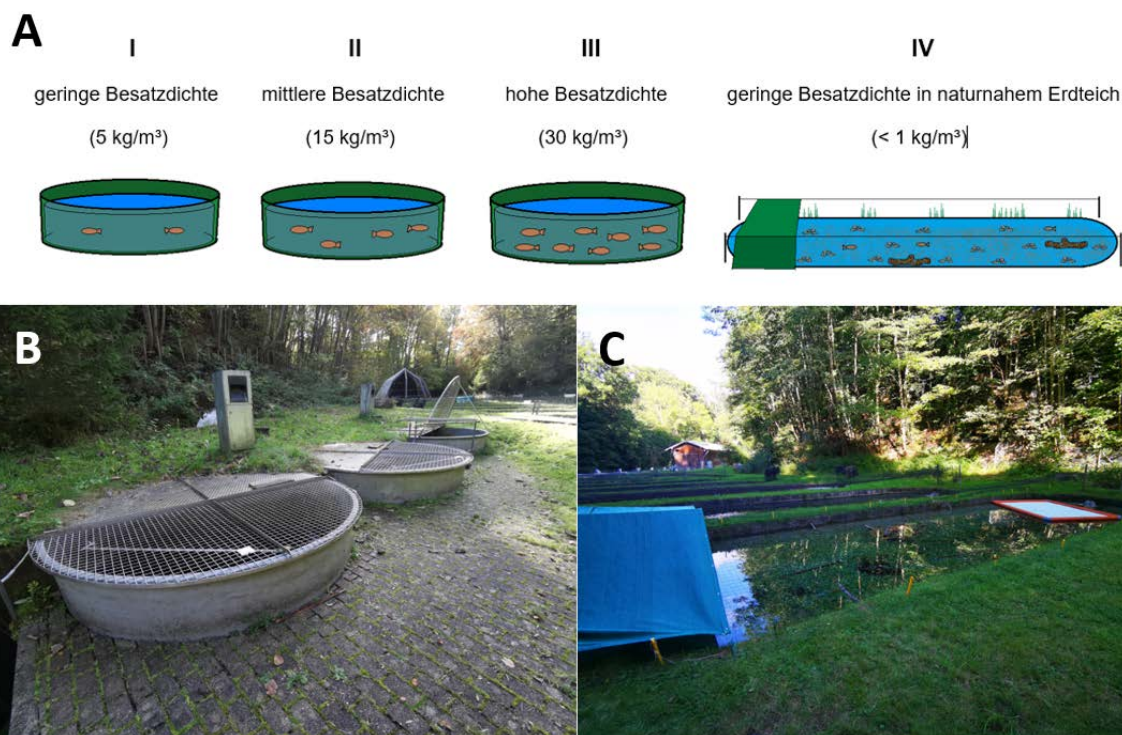 A
I
II
III
IV
geringe Besatzdichte
mittlere Besatzdichte
hohe Besatzdichte
geringe Besatzdichte in naturnahem Erdteich
(5 kg/m³)
(15 kg/m³)
(30 kg/m³)
(< 1 kg/m³)
B
C